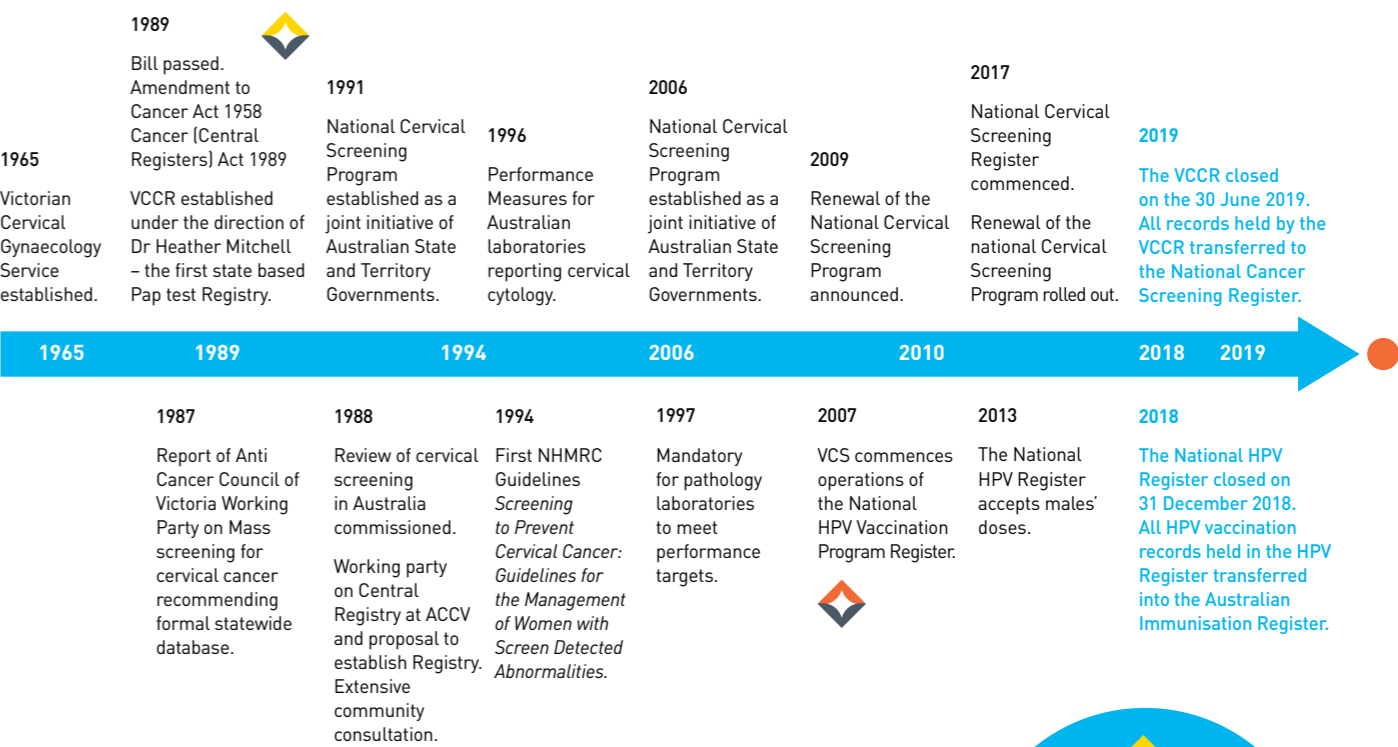 1965
Victorian
Cervical
Gynaecology
Service
established.
1989
Bill passed.
Amendment to
Cancer Act 1958
Cancer (Central
Registers) Act 1989
VCCR established
under the direction of
Dr Heather Mitchell
– the first state based
Pap test Registry.
1991
National Cervical
Screening
Program
established as a
joint initiative of
Australian State
and Territory
Governments.
1996
Performance
Measures for
Australian
laboratories
reporting cervical
cytology.
2006
National Cervical
Screening
Program
established as a
joint initiative of
Australian State
and Territory
Governments.
2009
Renewal of the
National Cervical
Screening
Program
announced.
2017
National Cervical
Screening
Register
commenced.
Renewal of the
national Cervical
Screening
Program rolled out.
2019
The VCCR closed
on the 30 June 2019.
All records held by the
VCCR transferred to
the National Cancer
Screening Register.
1965 1989 1994 2006 2010 2018 2019
1987
Report of Anti
Cancer Council of
Victoria Working
Party on Mass
screening for
cervical cancer
recommending
formal statewide
database.
1988
Review of cervical
screening
in Australia
commissioned.
Working party
on Central
Registry at ACCV
and proposal to
establish Registry.
Extensive
community
consultation.
1994
First NHMRC
Guidelines
Screening
to Prevent
Cervical Cancer:
Guidelines for
the Management
of Women with
Screen Detected
Abnormalities.
1997
Mandatory
for pathology
laboratories
to meet
performance
targets.
2007
VCS commences
operations of
the National
HPV Vaccination
Program Register.
2013
The National
HPV Register
accepts males’
doses.
2018
The National HPV
Register closed on
31 December 2018.
All HPV vaccination
records held in the HPV
Register transferred
into the Australian
Immunisation Register.